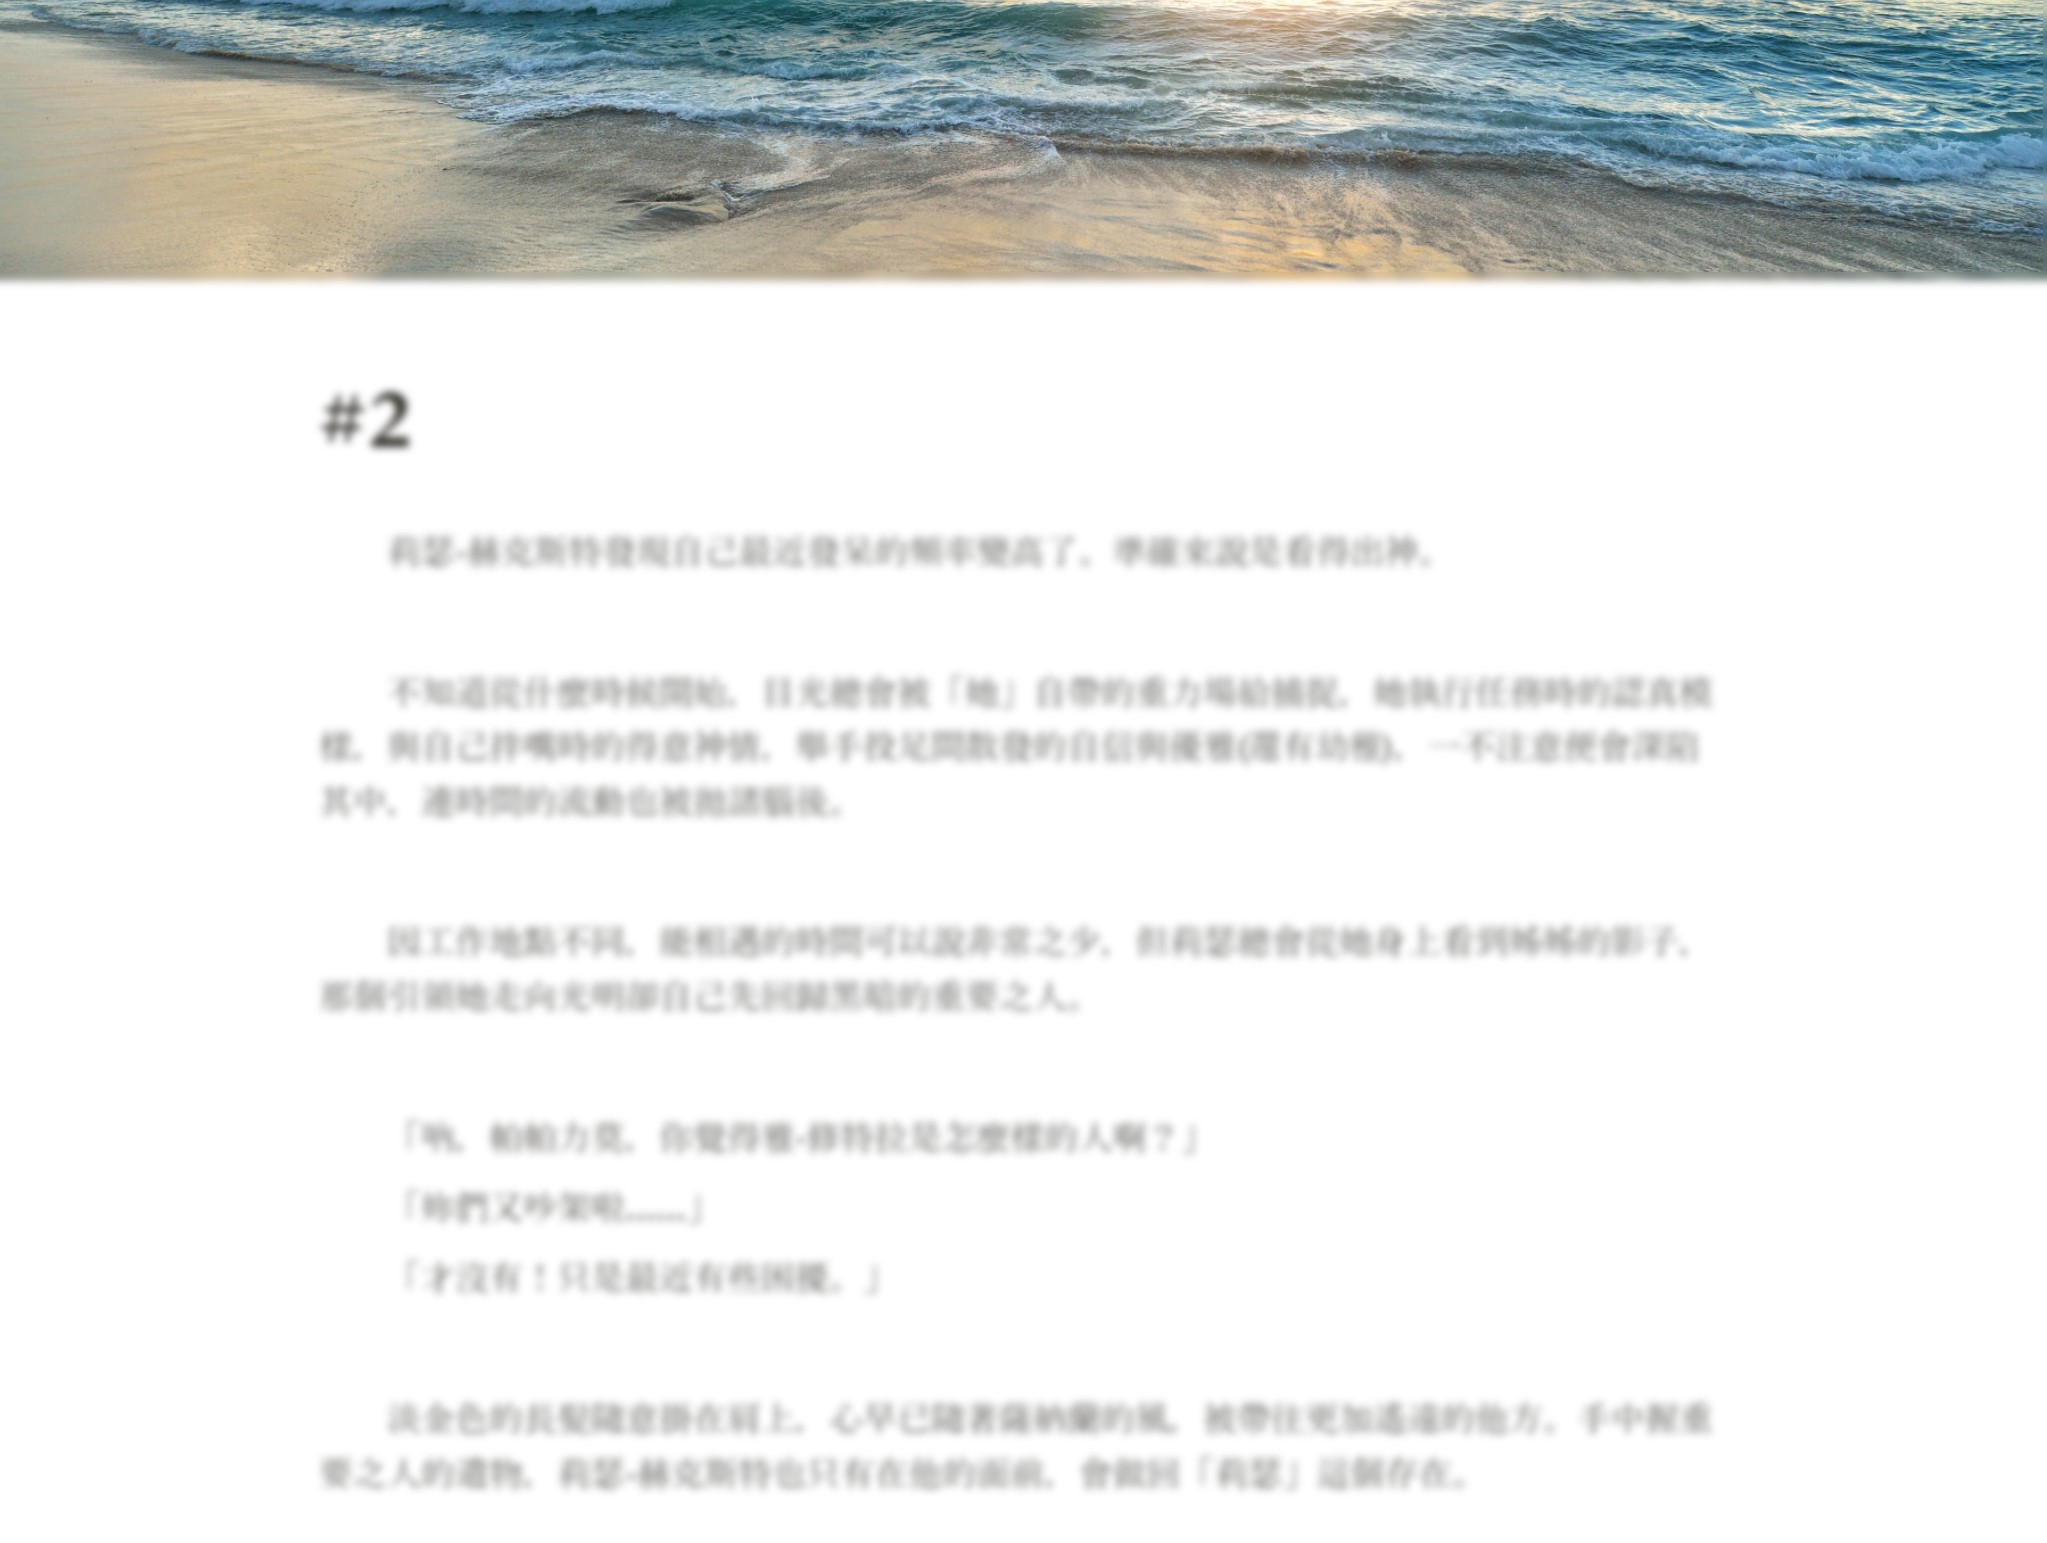 #2
莉瑟-赫克斯特發現自己最近發呆的頻率變高了，準確來說是看得出神。
不知道從什麼時候開始，目光總會被「她」自帶的重力場給捕捉，她執行任務時的認真模
樣，與自己拌嘴時的得意神情，舉手投足間散發的自信與優雅(還有幼稚)，一不注意便會深陷
其中，連時間的流動也被拋諸腦後。
因工作地點不同，能相遇的時間可以說非常之少，但莉瑟總會從她身上看到姊姊的影子，
那個引領她走向光明卻自己先回歸黑暗的重要之人。
「吶，帕帕力莫，你覺得雅-修特拉是怎麼樣的人啊？」
「妳們又吵架啦......」
「才沒有！只是最近有些困擾。」
淡金色的長髮隨意掛在肩上，心早已隨著薩納蘭的風，被帶往更加遙遠的他方。手中握重
要之人的遺物，莉瑟-赫克斯特也只有在他的面前，會做回「莉瑟」這個存在。